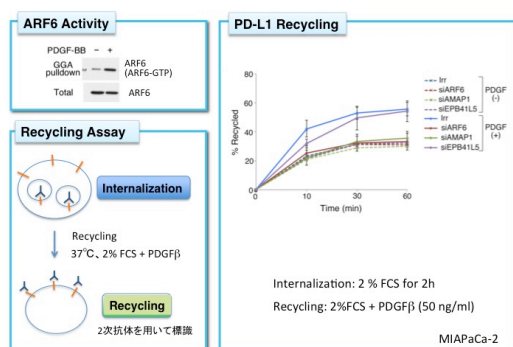 ARF6 Activity
PDGF-BB - +
GGA pulldown ARF6 (ARF6-GTP)
Total ARF6
Recycling Assay
Internalization
Recycling
37℃、2% FCS + PDGFβ
Recycling
2次抗体を用いて標識
PD-L1 Recycling
% Recycled
80
60
40
20
0
0 10 30 60
Time (min)
Irr
siARF6
siAMAP1
siEPB41L5
PDGF (-)
Irr
siARF6
siAMAP1
siEPB41L5
PDGF (+)
Internalization: 2 % FCS for 2h
Recycling: 2%FCS + PDGFβ (50 ng/ml)
MIAPaCa-2